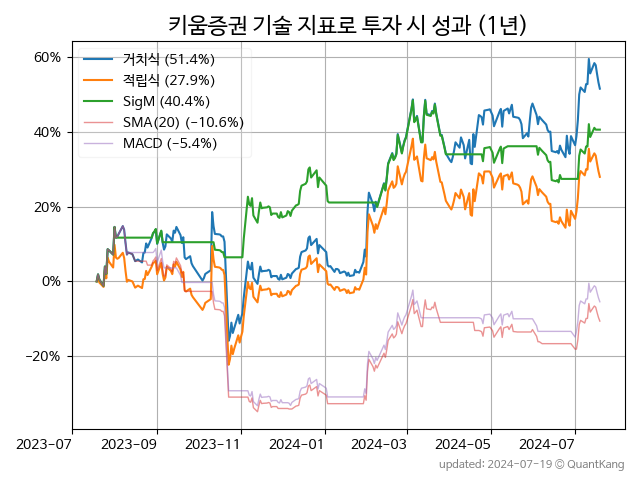 키움증권 기술 지표로 투자 시 성과 (1년)
60%
40%
20%
0%
−20%
거치식 (51.4%)
적립식 (27.9%)
SigM (40.4%)
SMA(20) (−10.6%)
MACD (−5.4%)
2023-07
2023-09
2023-11
2024-01
2024-03
2024-05
2024-07
updated: 2024-07-19 © QuantKang